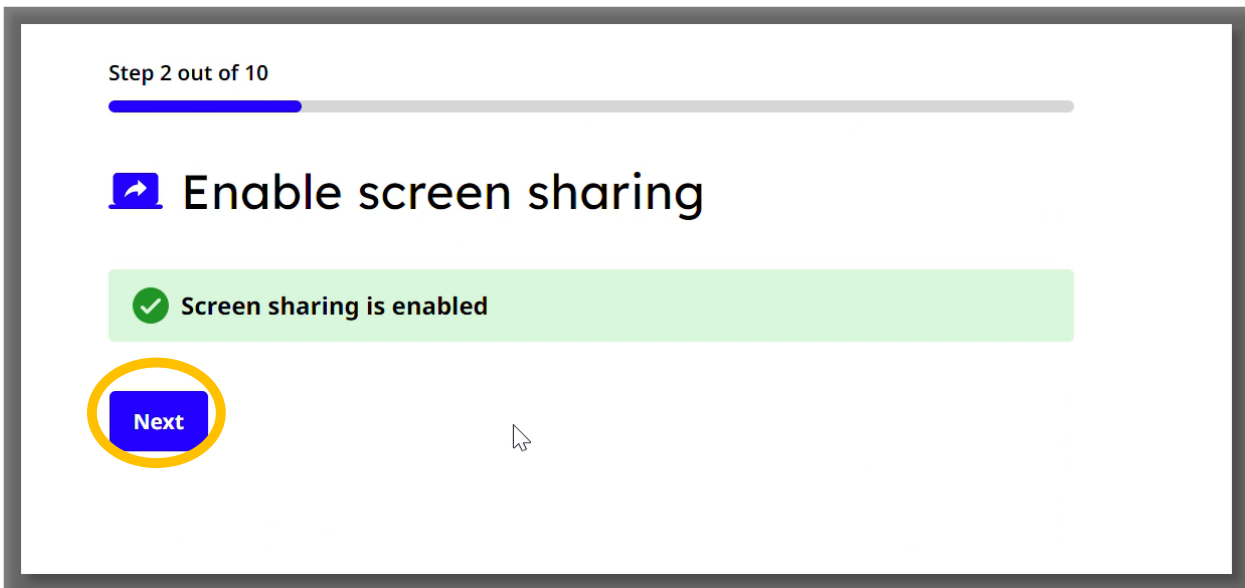 Step 2 out of 10
Enable screen sharing
Screen sharing is enabled
Next